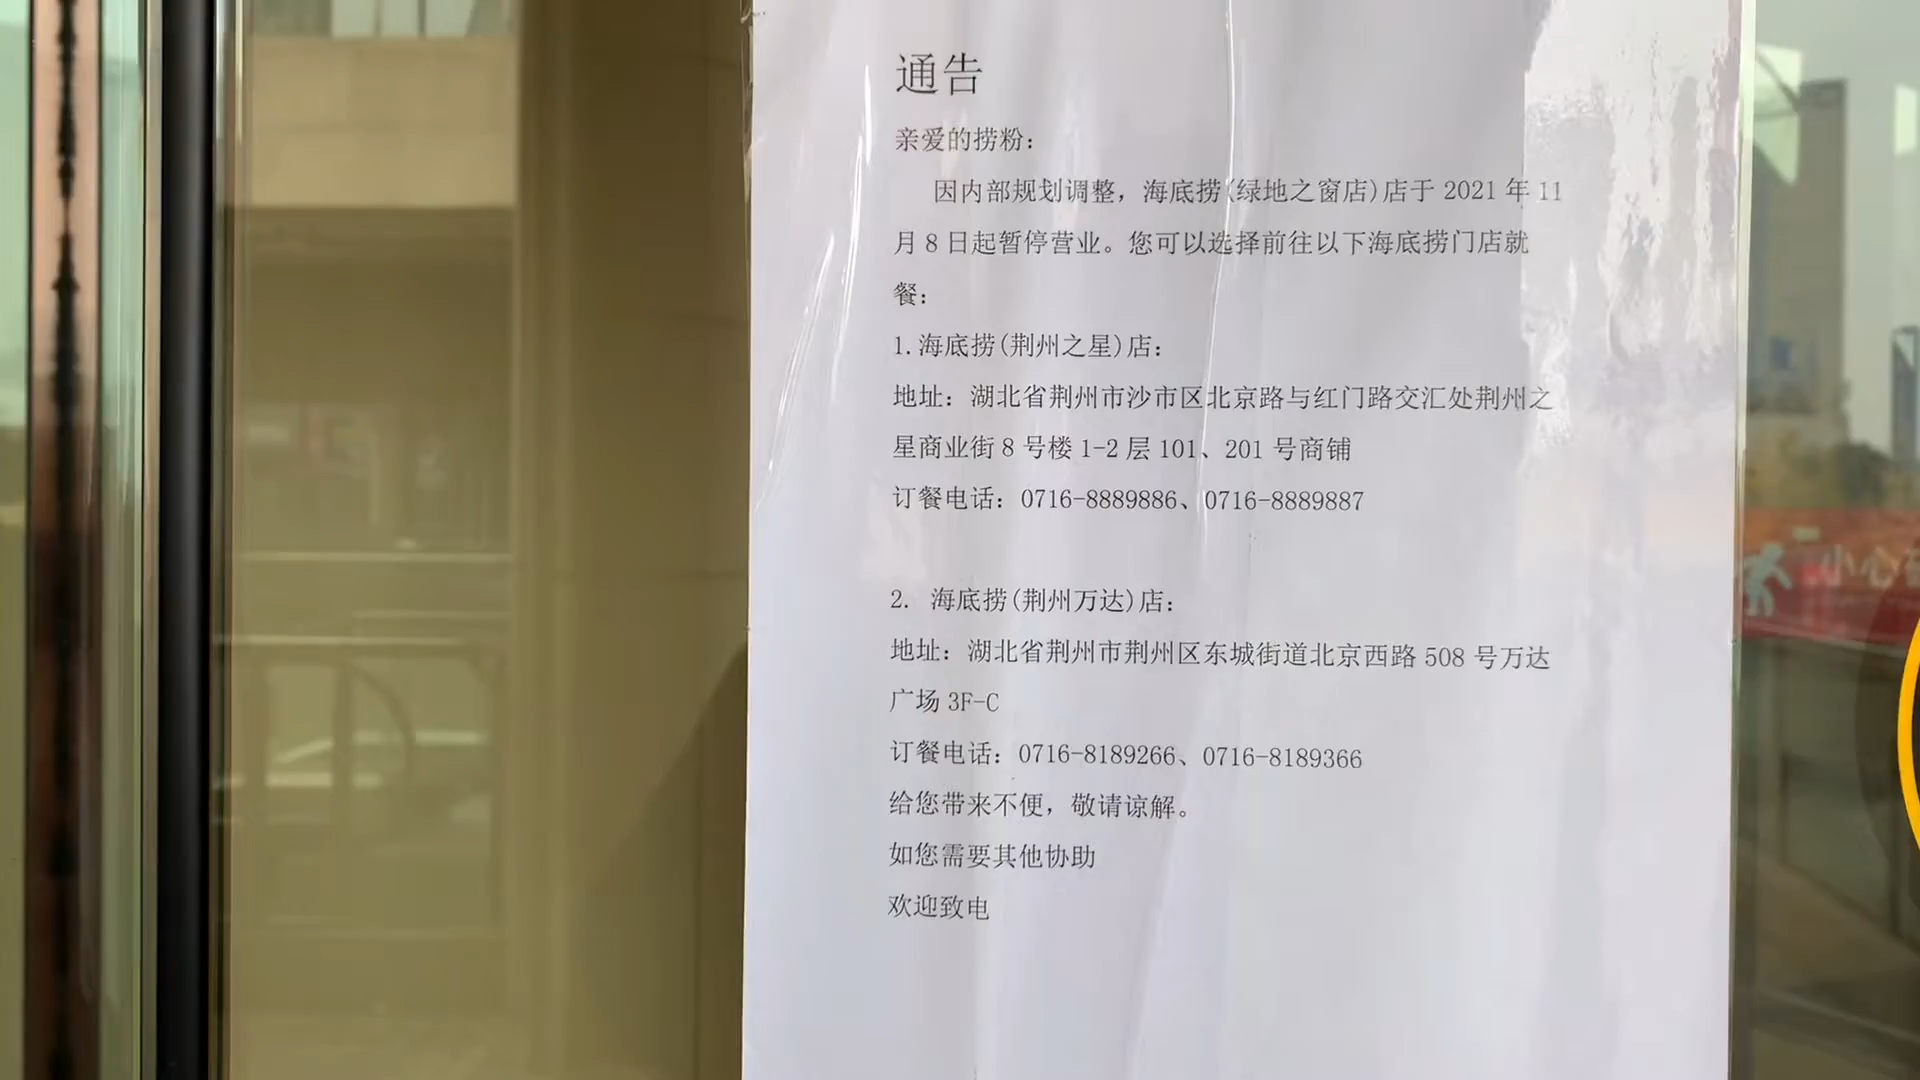 通告
亲爱的捞粉：
因内部规划调整，海底捞(绿地之窗店)店于 2021 年 11
月 8 日起暂停营业。您可以选择前往以下海底捞门店就
餐：
1.海底捞(荆州之星)店：
地址：湖北省荆州市沙市区北京路与红门路交汇处荆州之
星商业街 8 号楼 1-2 层 101、201 号商铺
订餐电话：0716-8889886、0716-8889887
2. 海底捞(荆州万达)店：
地址：湖北省荆州市荆州区东城街道北京西路 508 号万达
广场 3F-C
订餐电话：0716-8189266、0716-8189366
给您带来不便，敬请谅解。
如您需要其他协助
欢迎致电
小心